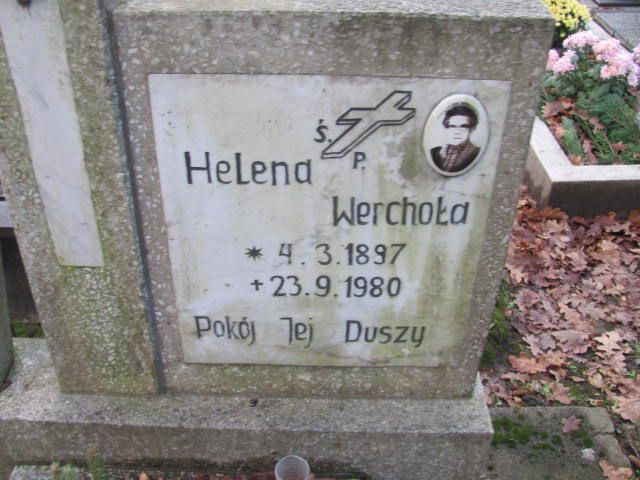 Ś. P.
Helena
Werchoła
* 4.3.1897
+ 23.9.1980
Pokój Jej Duszy